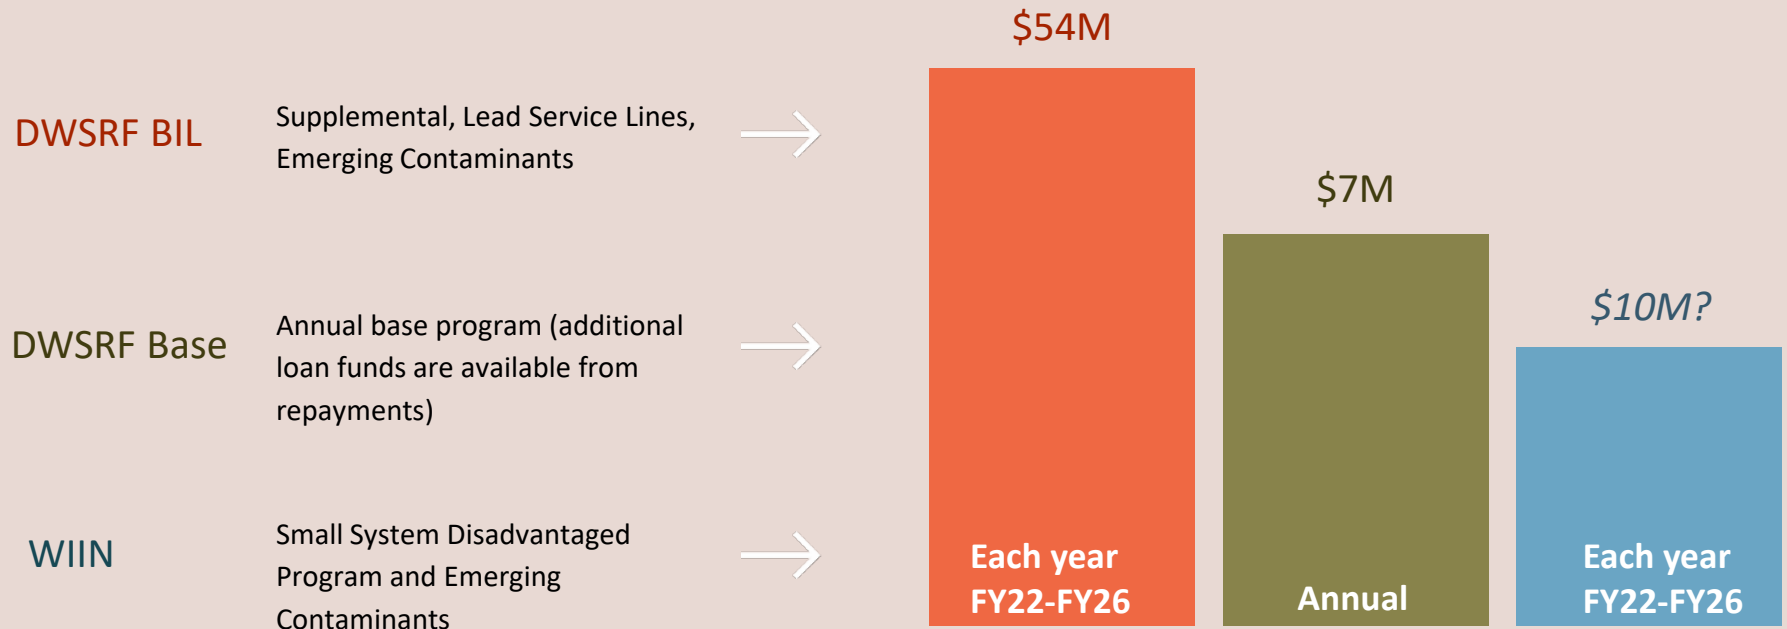 DWSRF BIL
Supplemental, Lead Service Lines,
Emerging Contaminants
DWSRF Base
Annual base program (additional
loan funds are available from
repayments)
WIIN
Small System Disadvantaged
Program and Emerging
Contaminants
$54M
Each year
FY22-FY26
$7M
Annual
$10M?
Each year
FY22-FY26